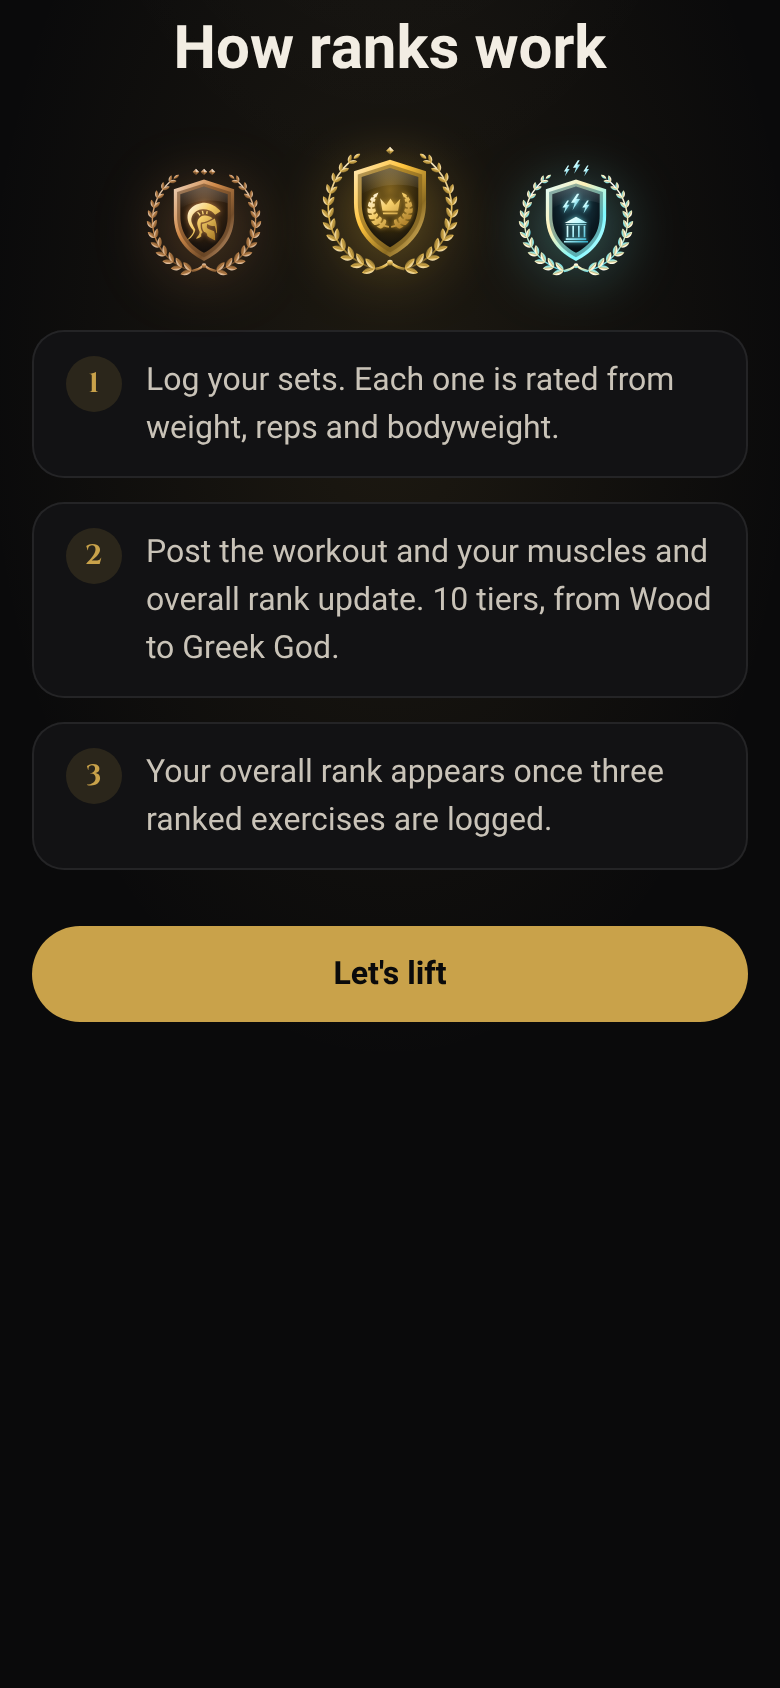 How ranks work
1
Log your sets. Each one is rated from
weight, reps and bodyweight.
2
Post the workout and your muscles and
overall rank update. 10 tiers, from Wood
to Greek God.
3
Your overall rank appears once three
ranked exercises are logged.
Let's lift